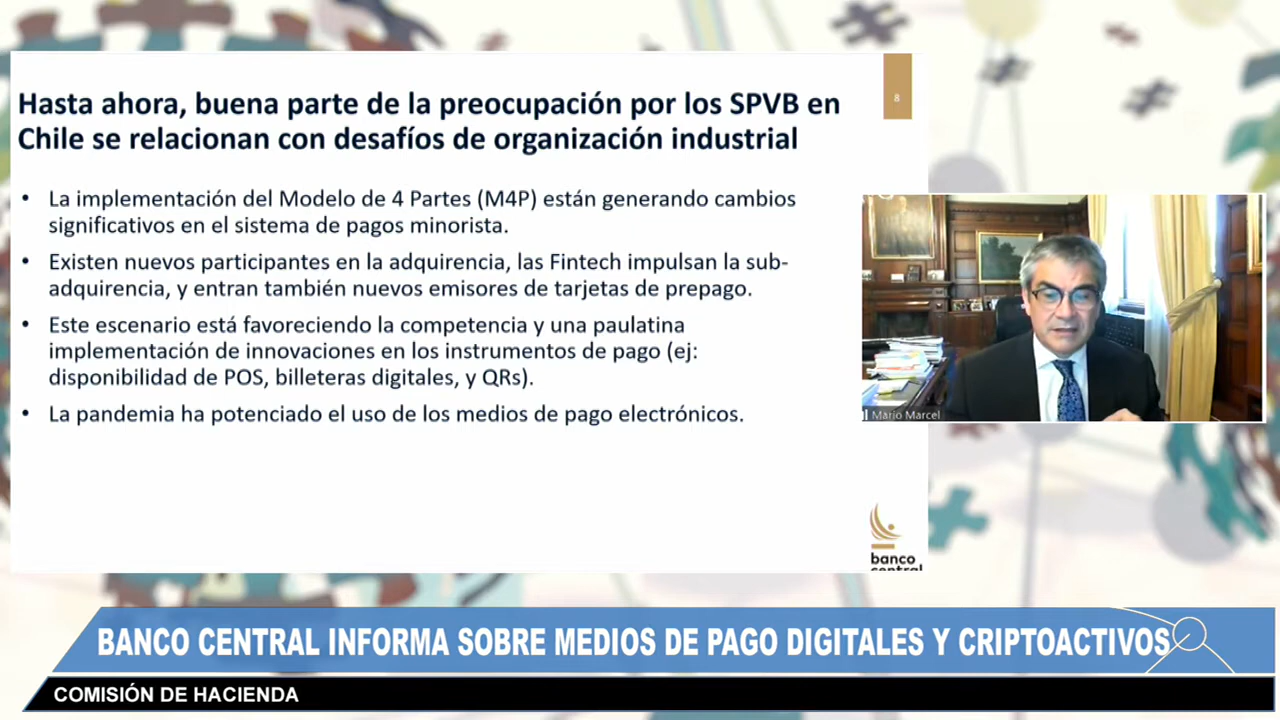 Hasta ahora, buena parte de la preocupación por los SPVB en
Chile se relacionan con desafíos de organización industrial
8
• La implementación del Modelo de 4 Partes (M4P) están generando cambios
significativos en el sistema de pagos minorista.
• Existen nuevos participantes en la adquirencia, las Fintech impulsan la sub-
adquirencia, y entran también nuevos emisores de tarjetas de prepago.
• Este escenario está favoreciendo la competencia y una paulatina
implementación de innovaciones en los instrumentos de pago (ej:
disponibilidad de POS, billeteras digitales, y QRs).
• La pandemia ha potenciado el uso de los medios de pago electrónicos.
Mario Marcel
banco
central
BANCO CENTRAL INFORMA SOBRE MEDIOS DE PAGO DIGITALES Y CRIPTOACTIVOS
COMISIÓN DE HACIENDA